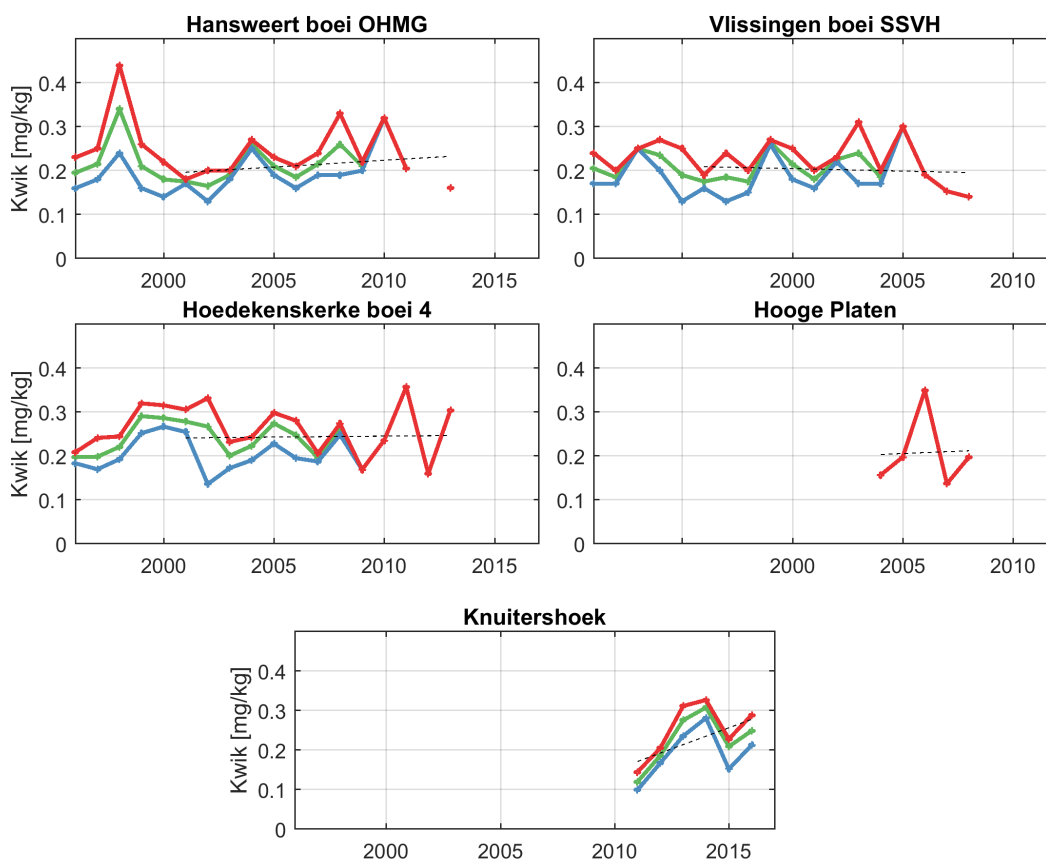 Hansweert boei OHMG
Vlissingen boei SSVH
Kwik [mg/kg]
0.4
0.3
0.2
0.1
0
2000 2005 2010 2015
0.4
0.3
0.2
0.1
0
2000 2005 2010
Hoedekenskerke boei 4
Hooge Platen
Kwik [mg/kg]
0.4
0.3
0.2
0.1
0
2000 2005 2010 2015
0.4
0.3
0.2
0.1
0
2000 2005 2010
Knuitershoek
Kwik [mg/kg]
0.4
0.3
0.2
0.1
0
2000 2005 2010 2015